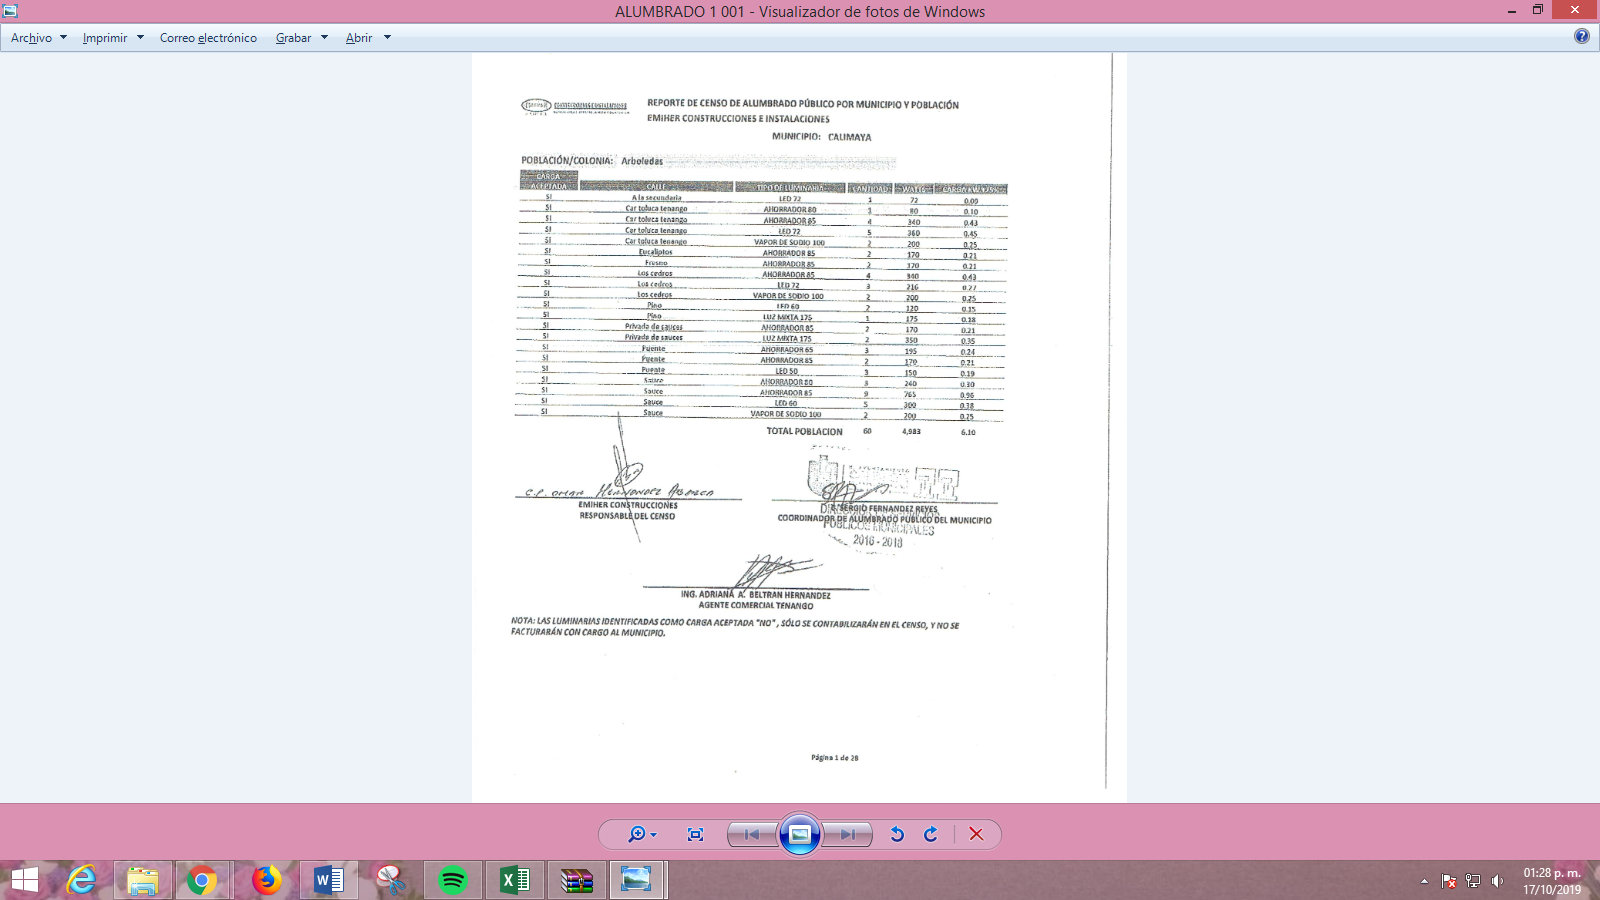 ALUMBRADO 1 001 - Visualizador de fotos de Windows
Archivo Imprimir Correo electrónico Grabar Abrir
REPORTE DE CENSO DE ALUMBRADO PÚBLICO POR MUNICIPIO Y POBLACIÓN
EMIHER CONSTRUCCIONES E INSTALACIONES
MUNICIPIO: CALIMAYA
POBLACIÓN/COLONIA: Arboledas
CARGA ACEPTADA CALLE TIPO DE LUMINARIA CANTIDAD WATTS
SI A la secundaria LED 72 1 72 0.09
SI Car toluca tenango AHORRADOR 80 1 80 0.10
SI Car toluca tenango AHORRADOR 85 4 340 0.43
SI Car toluca tenango LED 72 5 360 0.45
SI Car toluca tenango VAPOR DE SODIO 100 2 200 0.25
SI Eucaliptos AHORRADOR 85 2 170 0.21
SI Fresno AHORRADOR 85 2 170 0.21
SI Los cedros AHORRADOR 85 4 340 0.43
SI Los cedros LED 72 3 216 0.27
SI Los cedros VAPOR DE SODIO 100 2 200 0.25
SI Pino LED 60 2 120 0.15
SI Pino LUZ MIXTA 175 1 175 0.18
SI Privada de sauces AHORRADOR 85 2 170 0.21
SI Privada de sauces LUZ MIXTA 175 2 350 0.35
SI Puente AHORRADOR 65 3 195 0.24
SI Puente AHORRADOR 85 2 170 0.21
SI Puente LED 50 3 150 0.19
SI Sauce AHORRADOR 80 3 240 0.30
SI Sauce AHORRADOR 85 9 765 0.96
SI Sauce LED 60 5 300 0.38
SI Sauce VAPOR DE SODIO 100 2 200 0.25
TOTAL POBLACION 60 4,983 6.10
C.P. OMAR HERNANDEZ
EMIHER CONSTRUCCIONES
RESPONSABLE DEL CENSO
AYUNTAMIENTO
C. SERGIO FERNANDEZ REYES
COORDINADOR DE ALUMBRADO PUBLICO DEL MUNICIPIO
PUBLICOS MUNICIPALES
2016 - 2018
ING. ADRIANA A. BELTRAN HERNANDEZ
AGENTE COMERCIAL TENANGO
NOTA: LAS LUMINARIAS IDENTIFICADAS COMO CARGA ACEPTADA "NO", SÓLO SE CONTABILIZARÁN EN EL CENSO, Y NO SE
FACTURARÁN CON CARGO AL MUNICIPIO.
Página 1 de 28
01:28 p. m.
17/10/2019